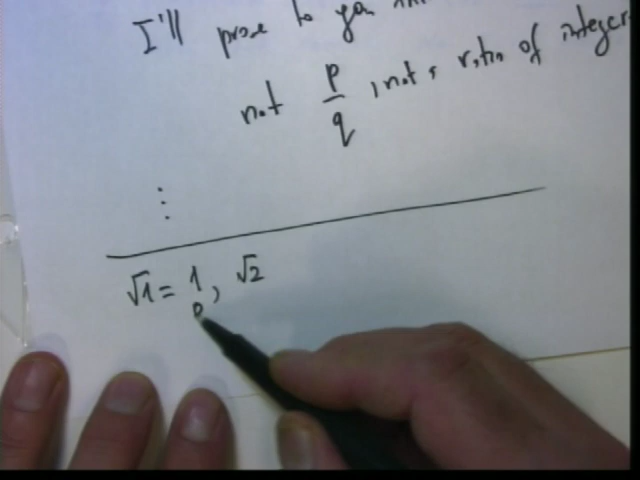 I'll prove to you
not p/q, not a ratio of integer
⋮
√1 = 1, √2